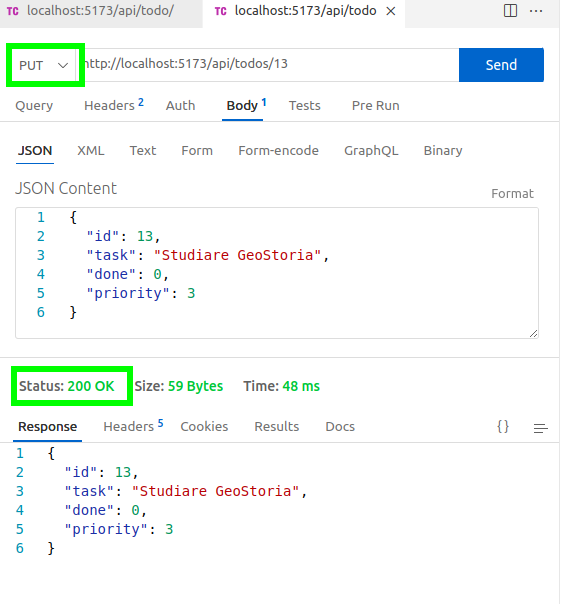 TC localhost:5173/api/todo/ TC localhost:5173/api/todo × ...
PUT http://localhost:5173/api/todos/13 Send
Query Headers 2 Auth Body 1 Tests Pre Run
JSON XML Text Form Form-encode GraphQL Binary
JSON Content Format
1 {
2 "id": 13,
3 "task": "Studiare GeoStoria",
4 "done": 0,
5 "priority": 3
6 }
Status: 200 OK Size: 59 Bytes Time: 48 ms
Response Headers 5 Cookies Results Docs {}
1 {
2 "id": 13,
3 "task": "Studiare GeoStoria",
4 "done": 0,
5 "priority": 3
6 }